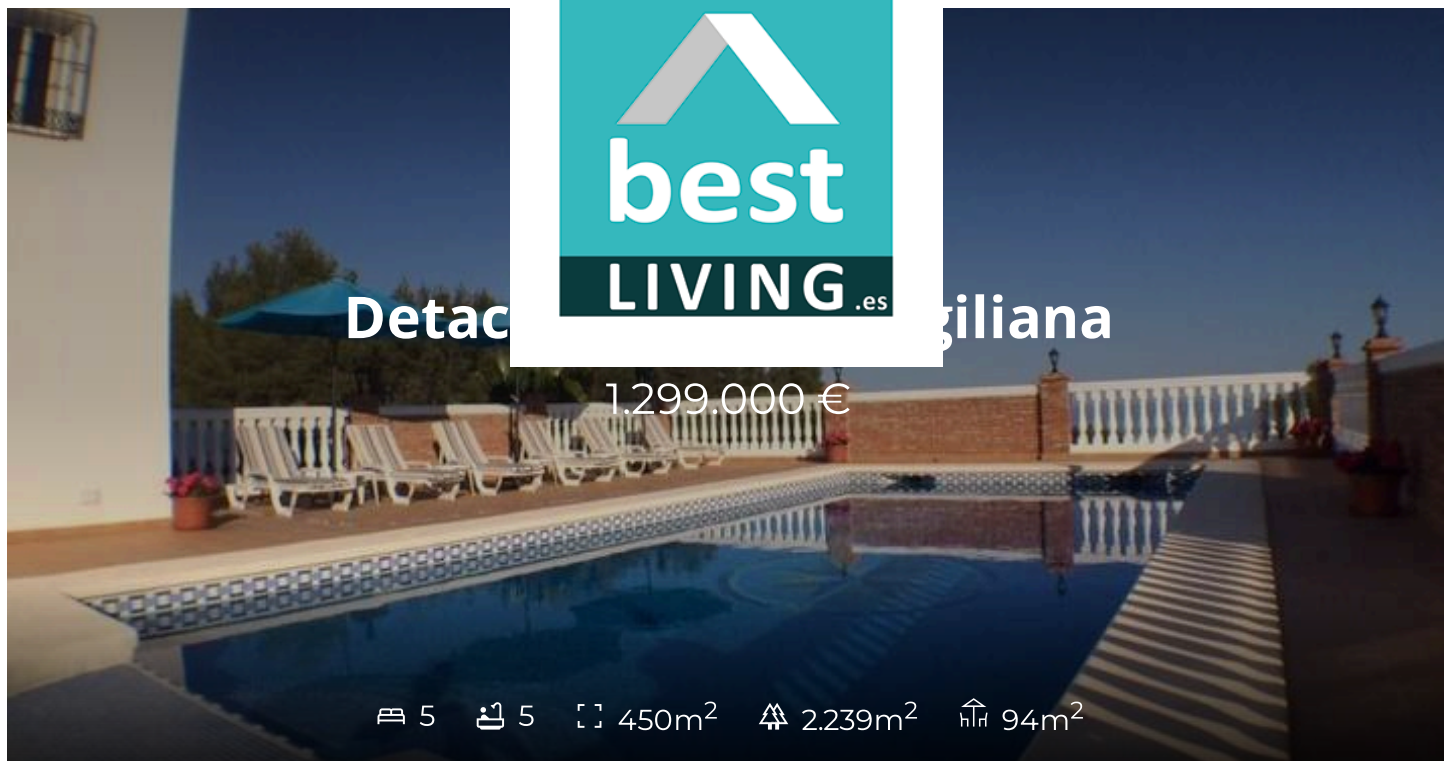 best
LIVING.es
Detac giliana
1.299.000 €
5 5 450m² 2.239m² 94m²